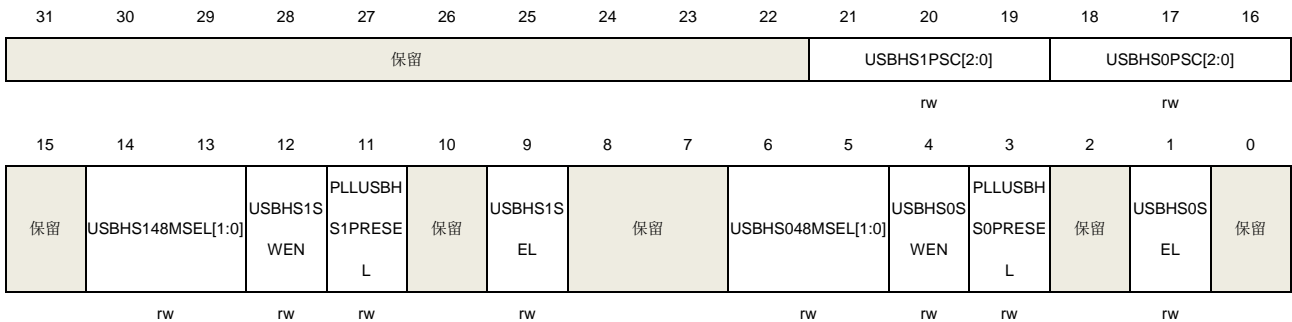 31 30 29 28 27 26 25 24 23 22 21 20 19 18 17 16
保留 USBHS1PSC[2:0] USBHS0PSC[2:0]
rw rw
15 14 13 12 11 10 9 8 7 6 5 4 3 2 1 0
保留
USBHS148MSEL[1:0]
USBHS1S
WEN
PLLUSBH
S1PRESE
L
保留
USBHS1S
EL
保留
USBHS048MSEL[1:0]
USBHS0S
WEN
PLLUSBH
S0PRESE
L
保留
USBHS0S
EL
保留
rw rw rw rw rw rw rw rw